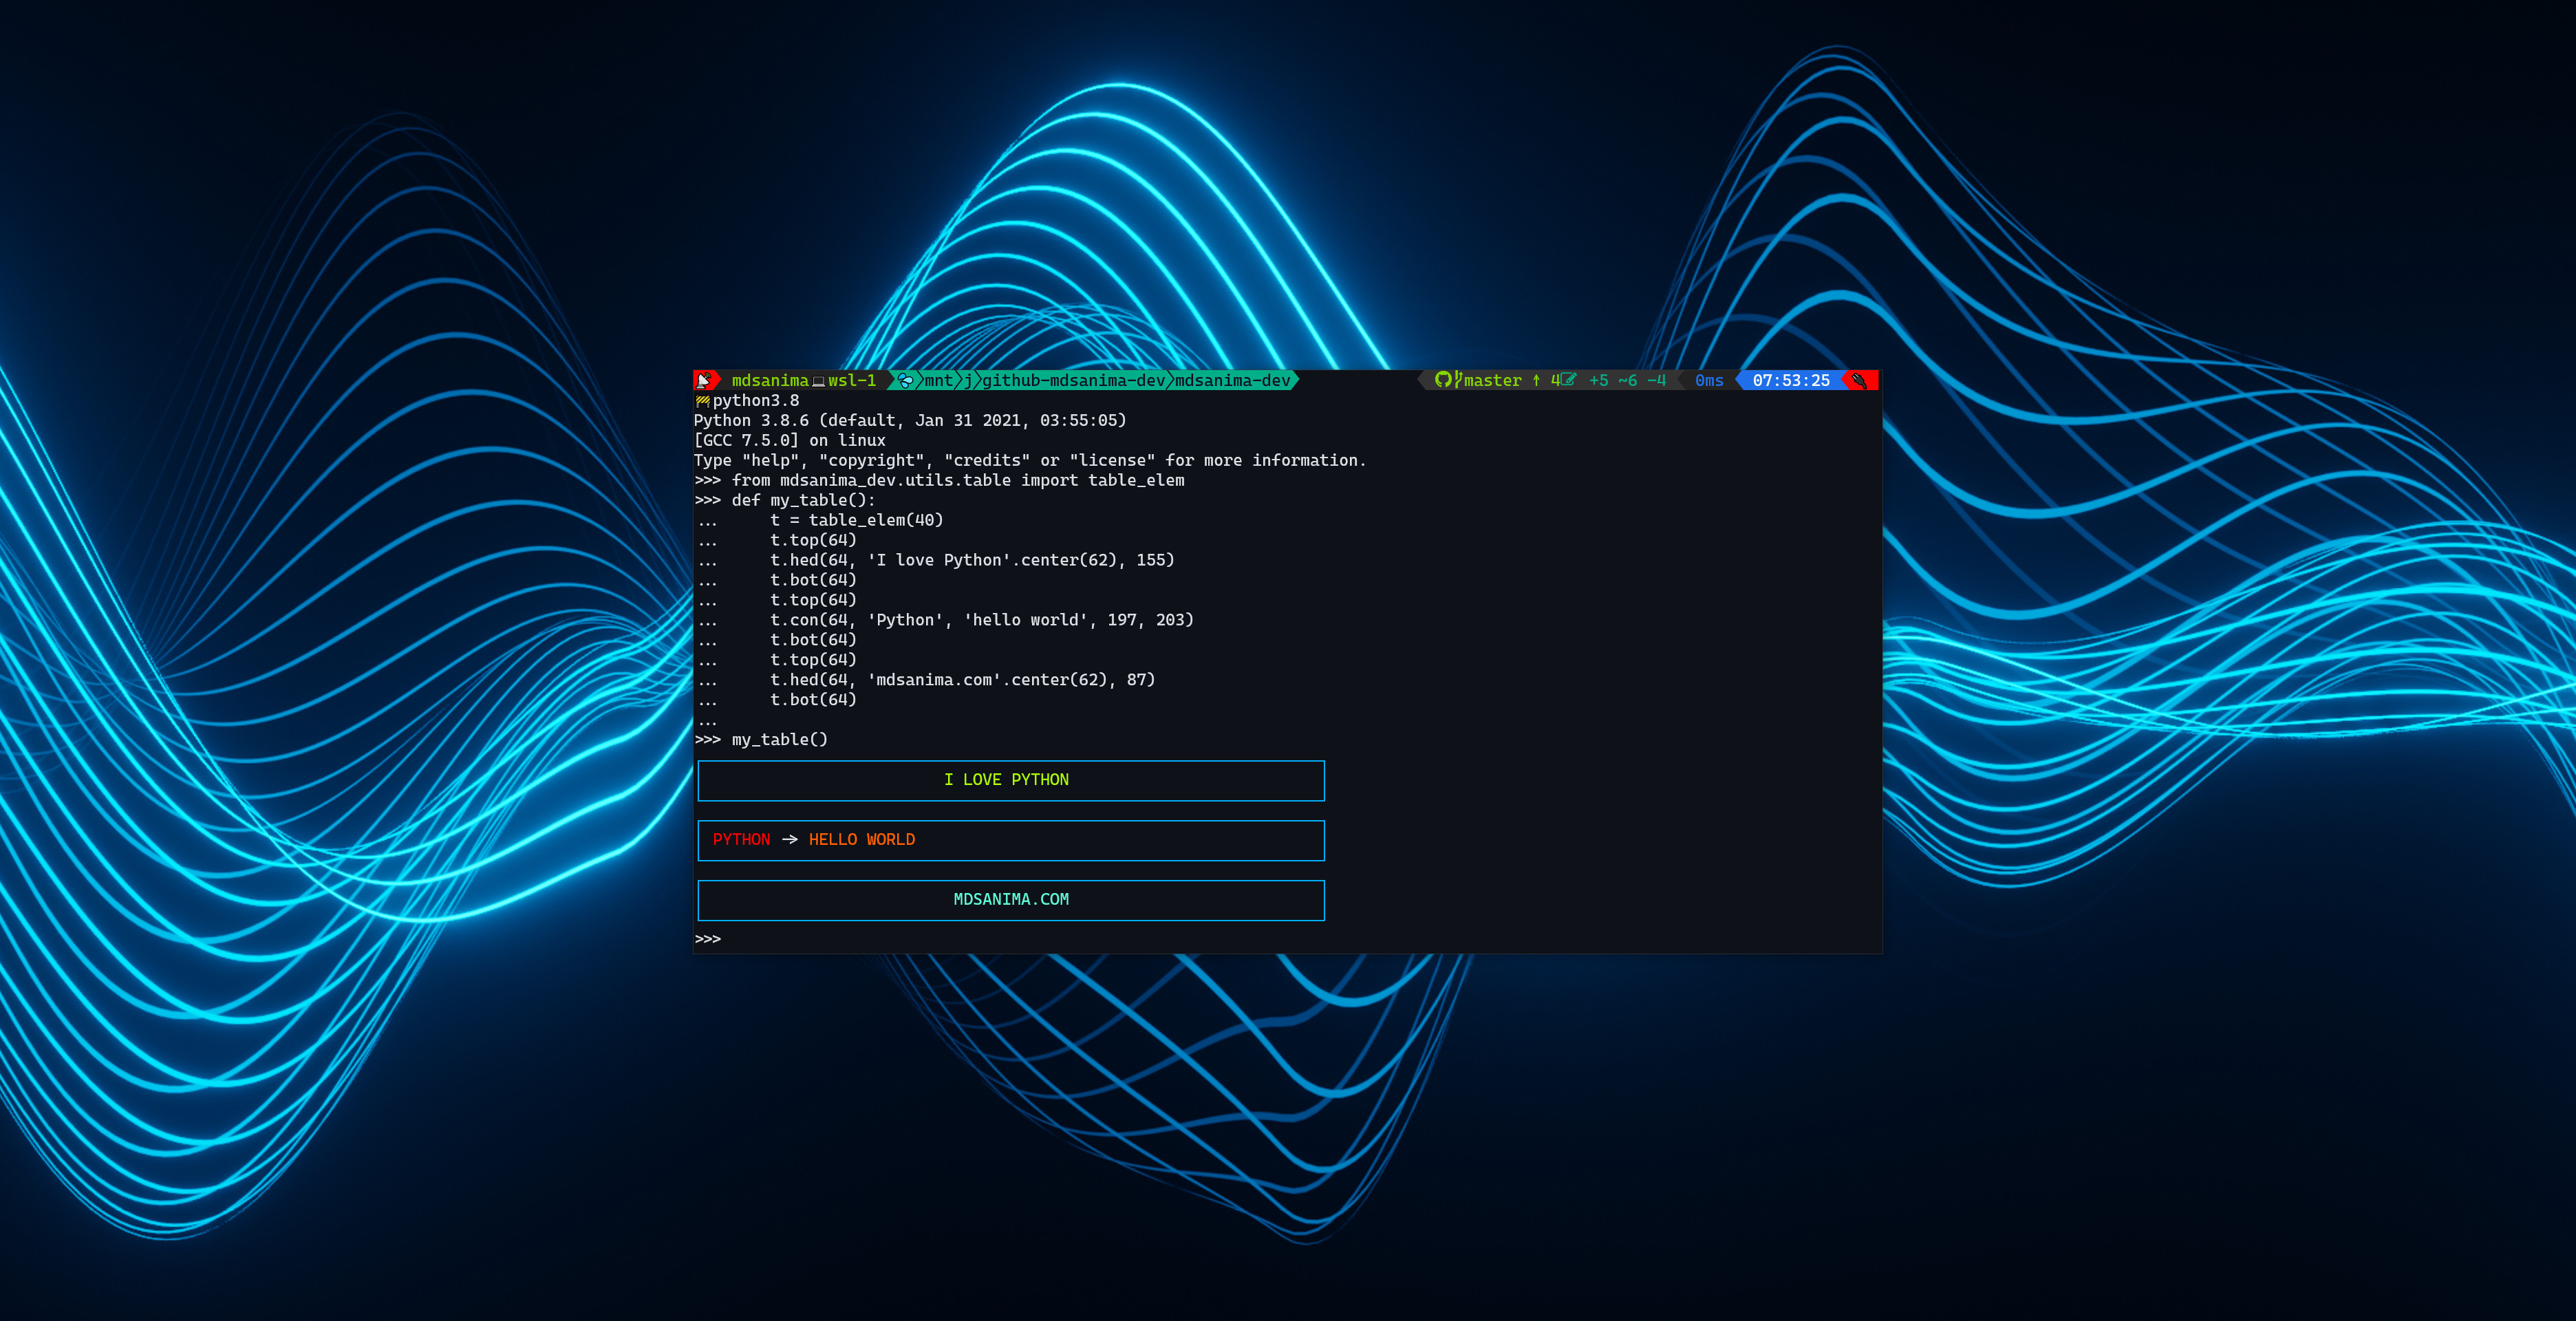 mdsanima wsl-1 mnt j github-mdsanima-dev mdsanima-dev master ↑ 4 +5 ~6 -4 0ms 07:53:25
python3.8
Python 3.8.6 (default, Jan 31 2021, 03:55:05)
[GCC 7.5.0] on linux
Type "help", "copyright", "credits" or "license" for more information.
>>> from mdsanima_dev.utils.table import table_elem
>>> def my_table():
...     t = table_elem(40)
...     t.top(64)
...     t.hed(64, 'I love Python'.center(62), 155)
...     t.bot(64)
...     t.top(64)
...     t.con(64, 'Python', 'hello world', 197, 203)
...     t.bot(64)
...     t.top(64)
...     t.hed(64, 'mdsanima.com'.center(62), 87)
...     t.bot(64)
...
>>> my_table()
I LOVE PYTHON
PYTHON → HELLO WORLD
MDSANIMA.COM
>>>